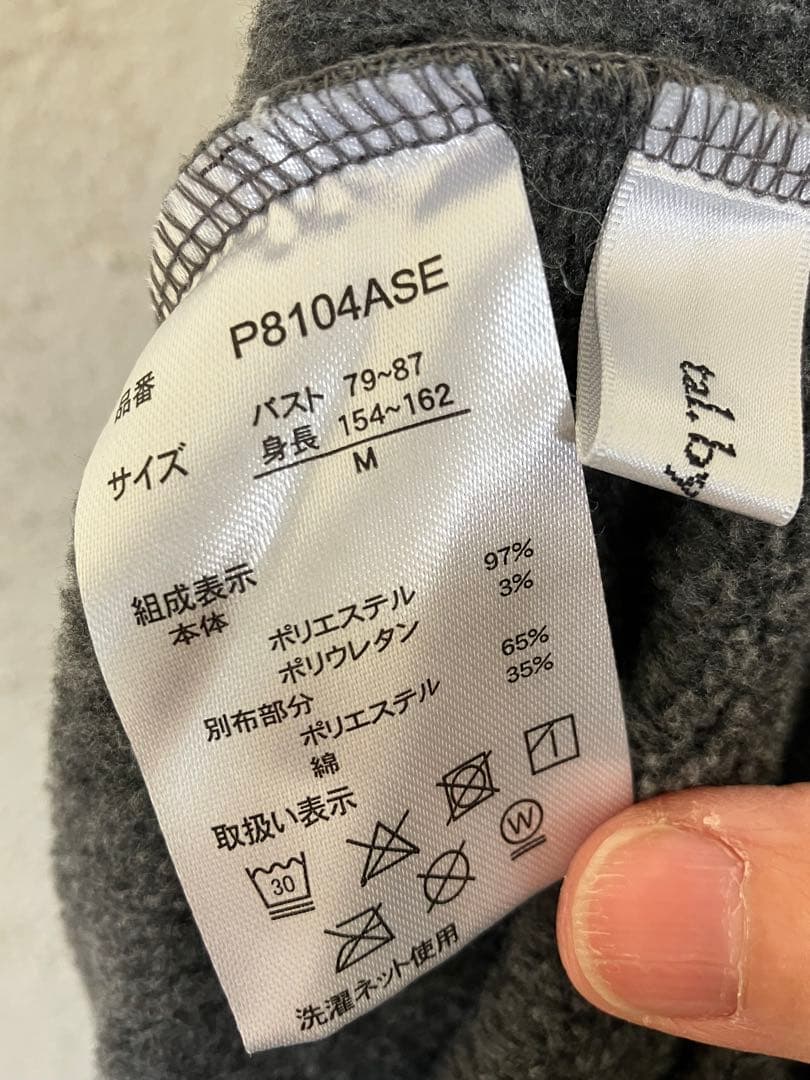 品番 P8104ASE
サイズ バスト 79~87
身長 154~162
M
組成表示
本体
ポリエステル 97%
ポリウレタン 3%
別布部分
ポリエステル 65%
綿 35%
取扱い表示
30
W
洗濯ネット使用
tal. by